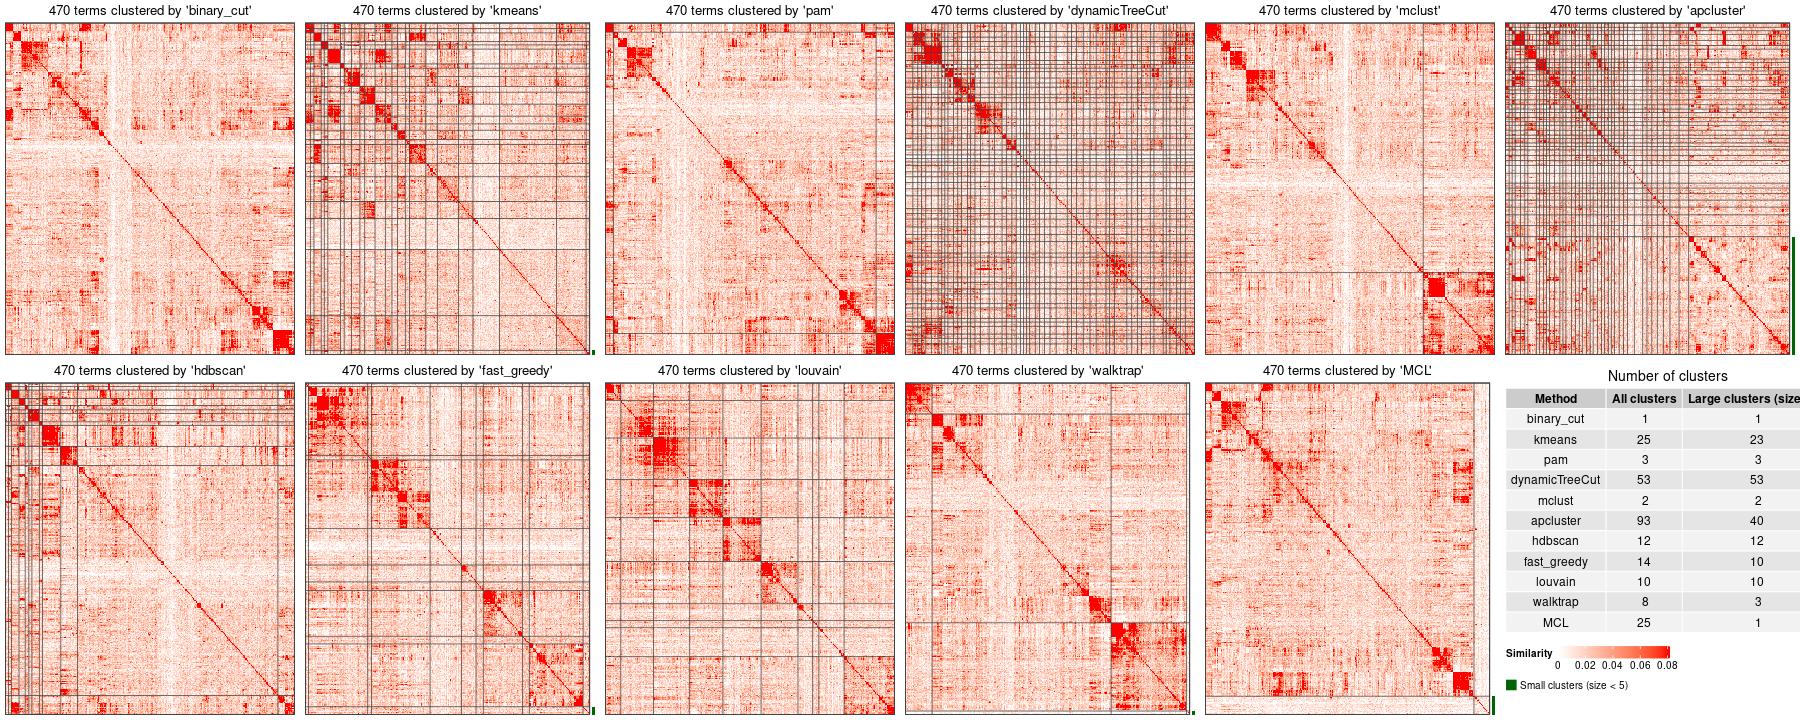 470 terms clustered by 'binary_cut'
470 terms clustered by 'kmeans'
470 terms clustered by 'pam'
470 terms clustered by 'dynamicTreeCut'
470 terms clustered by 'mclust'
470 terms clustered by 'apcluster'
470 terms clustered by 'hdbscan'
470 terms clustered by 'fast_greedy'
470 terms clustered by 'louvain'
470 terms clustered by 'walktrap'
470 terms clustered by 'MCL'
Number of clusters
Method All clusters Large clusters (size
binary_cut 1 1
kmeans 25 23
pam 3 3
dynamicTreeCut 53 53
mclust 2 2
apcluster 93 40
hdbscan 12 12
fast_greedy 14 10
louvain 10 10
walktrap 8 3
MCL 25 1
Similarity
0 0.02 0.04 0.06 0.08
Small clusters (size < 5)